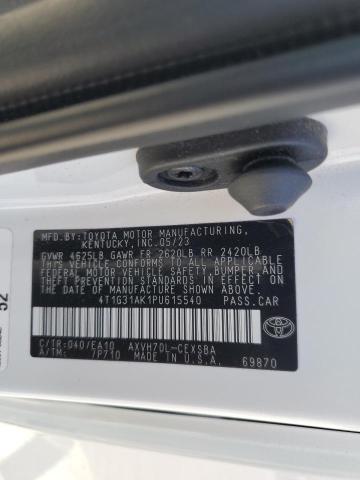 MFD.BY:TOYOTA MOTOR MANUFACTURING,
KENTUCKY, INC.05/23
GVWR 4625LB GAWR FR 2620LB RR 2420LB
THIS VEHICLE CONFORMS TO ALL APPLICABLE
FEDERAL MOTOR VEHICLE SAFETY, BUMPER, AND
THEFT PREVENTION STANDARDS IN EFFECT ON
THE DATE OF MANUFACTURE SHOWN ABOVE.
4T1G31AK1PU615540 PASS.CAR
C/TR:040/EA10 AXVH70L-CEXSBA
A/TM: 7P710 MADE IN U.S.A. 69870
TOYOTA
52